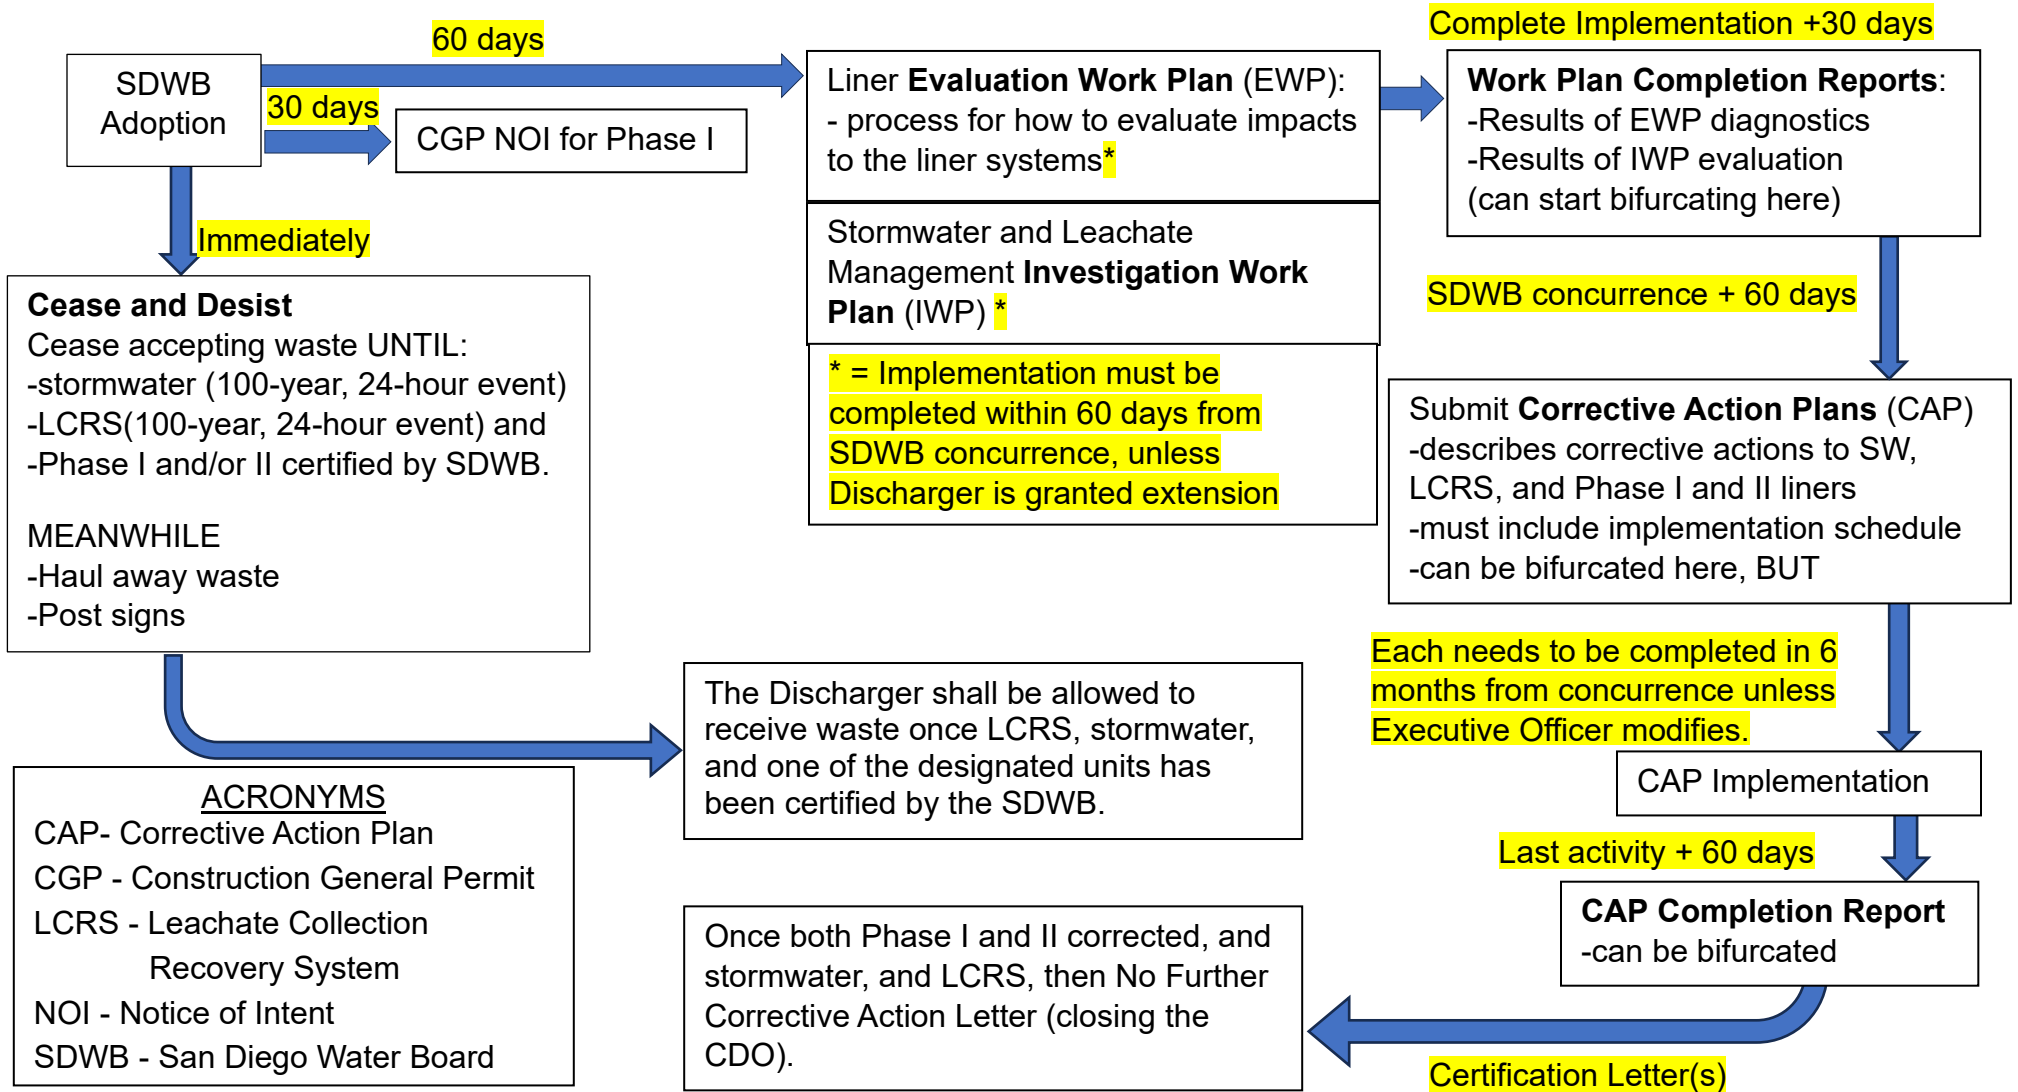 SDWB
Adoption
60 days
30 days
CGP NOI for Phase I
Immediately
Cease and Desist
Cease accepting waste UNTIL:
-stormwater (100-year, 24-hour event)
-LCRS(100-year, 24-hour event) and
-Phase I and/or II certified by SDWB.
MEANWHILE
-Haul away waste
-Post signs
Liner Evaluation Work Plan (EWP):
- process for how to evaluate impacts
to the liner systems*
Stormwater and Leachate
Management Investigation Work
Plan (IWP) *
* = Implementation must be
completed within 60 days from
SDWB concurrence, unless
Discharger is granted extension
Complete Implementation +30 days
Work Plan Completion Reports:
-Results of EWP diagnostics
-Results of IWP evaluation
(can start bifurcating here)
SDWB concurrence + 60 days
Submit Corrective Action Plans (CAP)
-describes corrective actions to SW,
LCRS, and Phase I and II liners
-must include implementation schedule
-can be bifurcated here, BUT
Each needs to be completed in 6
months from concurrence unless
Executive Officer modifies.
CAP Implementation
Last activity + 60 days
CAP Completion Report
-can be bifurcated
Certification Letter(s)
The Discharger shall be allowed to
receive waste once LCRS, stormwater,
and one of the designated units has
been certified by the SDWB.
Once both Phase I and II corrected, and
stormwater, and LCRS, then No Further
Corrective Action Letter (closing the
CDO).
ACRONYMS
CAP- Corrective Action Plan
CGP - Construction General Permit
LCRS - Leachate Collection
Recovery System
NOI - Notice of Intent
SDWB - San Diego Water Board